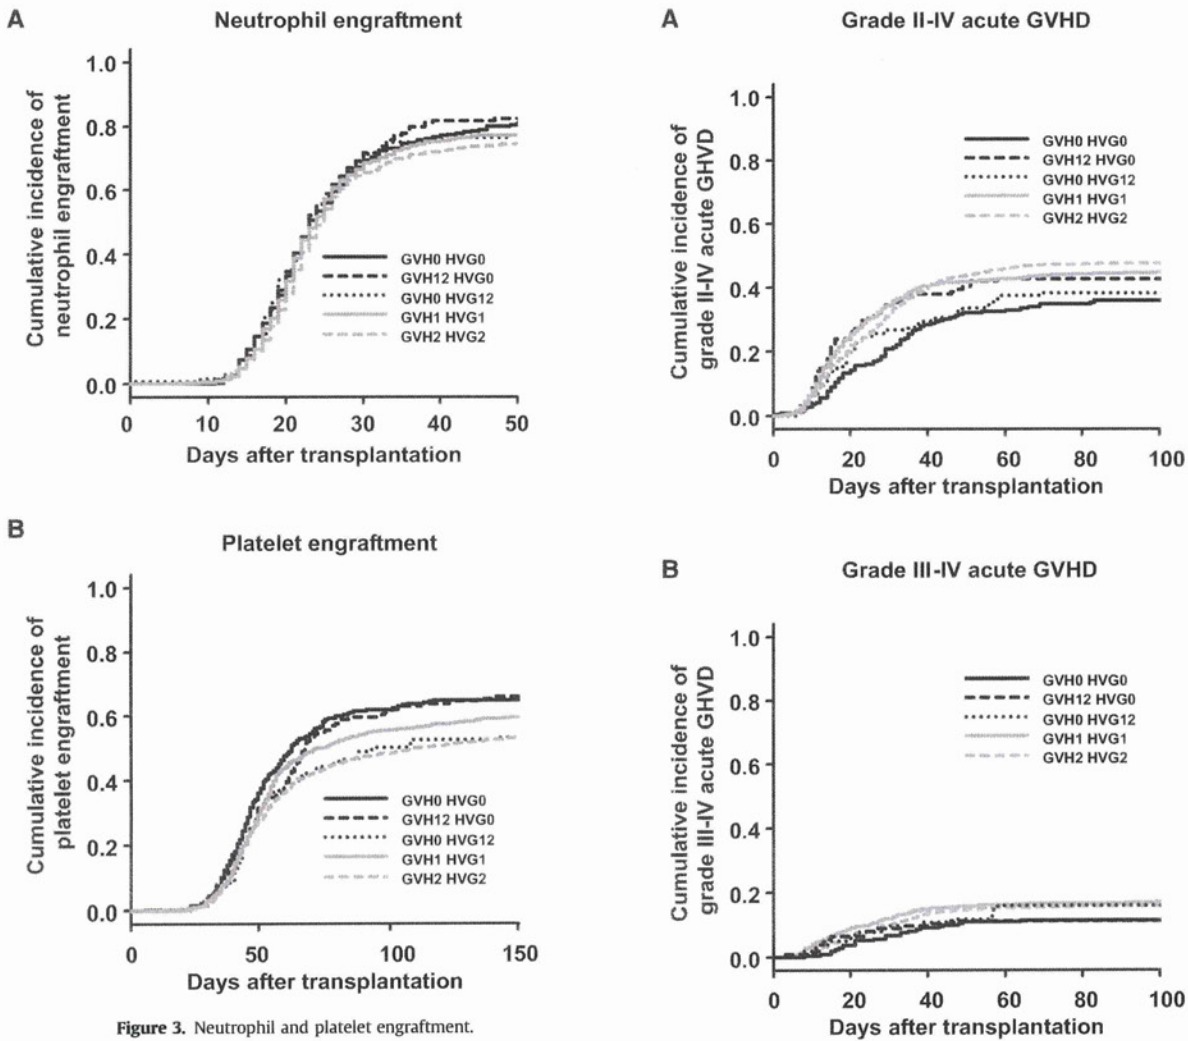 A
Neutrophil engraftment
Cumulative incidence of
neutrophil engraftment
1.0
0.8
0.6
0.4
0.2
0.0
GVH0 HVG0
GVH12 HVG0
GVH0 HVG12
GVH1 HVG1
GVH2 HVG2
0 10 20 30 40 50
Days after transplantation
B
Platelet engraftment
Cumulative incidence of
platelet engraftment
1.0
0.8
0.6
0.4
0.2
0.0
GVH0 HVG0
GVH12 HVG0
GVH0 HVG12
GVH1 HVG1
GVH2 HVG2
0 50 100 150
Days after transplantation
Figure 3. Neutrophil and platelet engraftment.
A
Grade II-IV acute GVHD
Cumulative incidence of
grade II-IV acute GHVD
1.0
0.8
0.6
0.4
0.2
0.0
GVH0 HVG0
GVH12 HVG0
GVH0 HVG12
GVH1 HVG1
GVH2 HVG2
0 20 40 60 80 100
Days after transplantation
B
Grade III-IV acute GVHD
Cumulative incidence of
grade III-IV acute GHVD
1.0
0.8
0.6
0.4
0.2
0.0
GVH0 HVG0
GVH12 HVG0
GVH0 HVG12
GVH1 HVG1
GVH2 HVG2
0 20 40 60 80 100
Days after transplantation